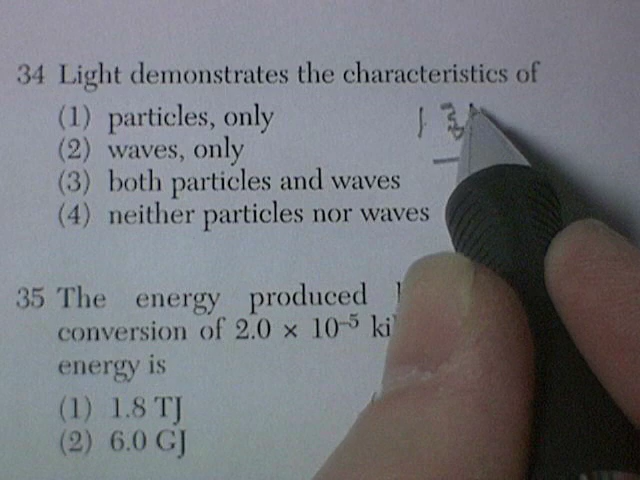 34 Light demonstrates the characteristics of
(1) particles, only
(2) waves, only
(3) both particles and waves
(4) neither particles nor waves
35 The energy produced
conversion of 2.0 × 10⁻⁵
energy is
(1) 1.8 TJ
(2) 6.0 GJ